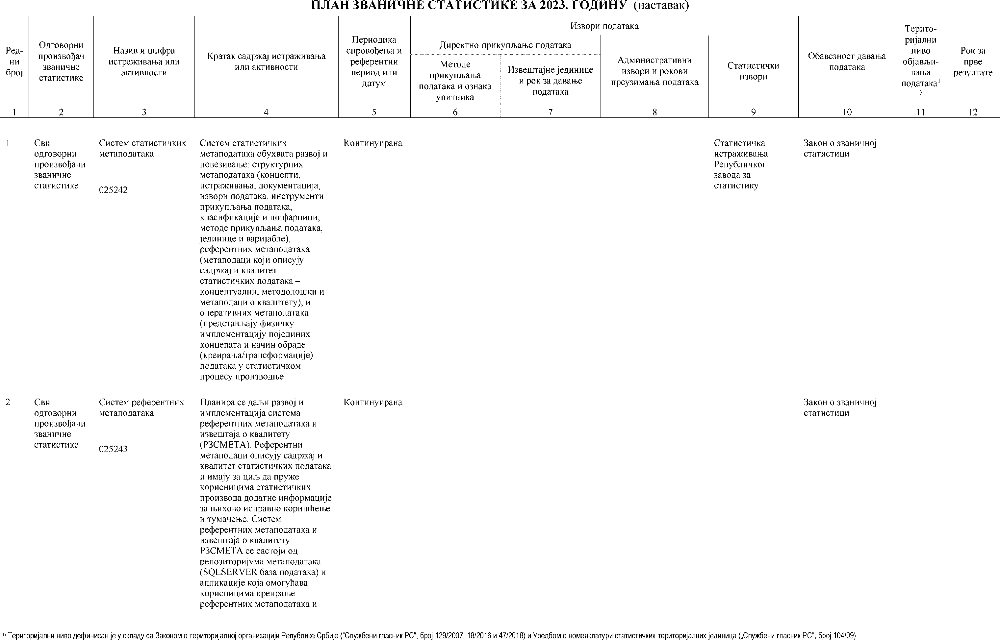 ПЛАН ЗВАНИЧНЕ СТАТИСТИКЕ ЗА 2023. ГОДИНУ (наставак)
Ред-
ни
број
Одговорни
произвођач
званичне
статистике
Назив и шифра
истраживања или
активности
Кратак садржај истраживања
или активности
Периодика
спровођења и
референтни
период или
датум
Извори података
Директно прикупљање података
Методе
прикупљања
података и ознака
упитника
Извештајне јединице
и рок за давање
података
Административни
извори и рокови
преузимања података
Статистички
извори
Обавезност давања
података
Терито-
ријални
ниво
објављи-
вања
података¹
⁾
Рок за
прве
резултате
1 2 3 4 5 6 7 8 9 10 11 12
1
Сви
одговорни
произвођачи
званичне
статистике
Систем статистичких
метаподатака
025242
Систем статистичких
метаподатака обухвата развој и
повезивање: структурних
метаподатака (концепти,
истраживања, документација,
извори података, инструменти
прикупљања података,
класификације и шифарници,
методе прикупљања података,
јединице и варијабле),
референтних метаподатака
(метаподаци који описују
садржај и квалитет
статистичких података –
концептуални, методолошки и
метаподаци о квалитету), и
оперативних метаподатака
(представљају физичку
имплементацију појединих
концепата и начин обраде
(креирања/трансформације)
података у статистичком
процесу производње
Континуирана
Статистичка
истраживања
Републичког
завода за
статистику
Закон о званичној
статистици
2
Сви
одговорни
произвођачи
званичне
статистике
Систем референтних
метаподатака
025243
Планира се даљи развој и
имплементација система
референтних метаподатака и
извештаја о квалитету
(РЗСМЕТА). Референтни
метаподаци описују садржај и
квалитет статистичких података
и имају за циљ да пруже
корисницима статистичких
производа додатне информације
за њихово исправно коришћење
и тумачење. Систем
референтних метаподатака и
извештаја о квалитету
РЗСМЕТА се састоји од
репозиторијума метаподатака
(SQLSERVER база података) и
апликације која омогућава
корисницима креирање
референтних метаподатака и
Континуирана
Закон о званичној
статистици
¹⁾ Територијални ниво дефинисан је у складу са Законом о територијалној организацији Републике Србије ("Службени гласник РС", број 129/2007, 18/2016 и 47/2018) и Уредбом о номенклатури статистичких територијалних јединица („Службени гласник РС", број 104/09).